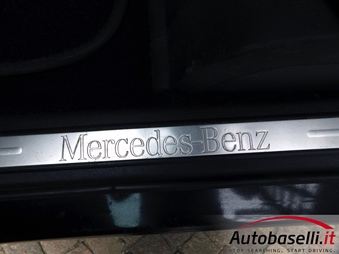 Mercedes-Benz
Autobaselli.it
STOP SEARCHING. START DRIVING.